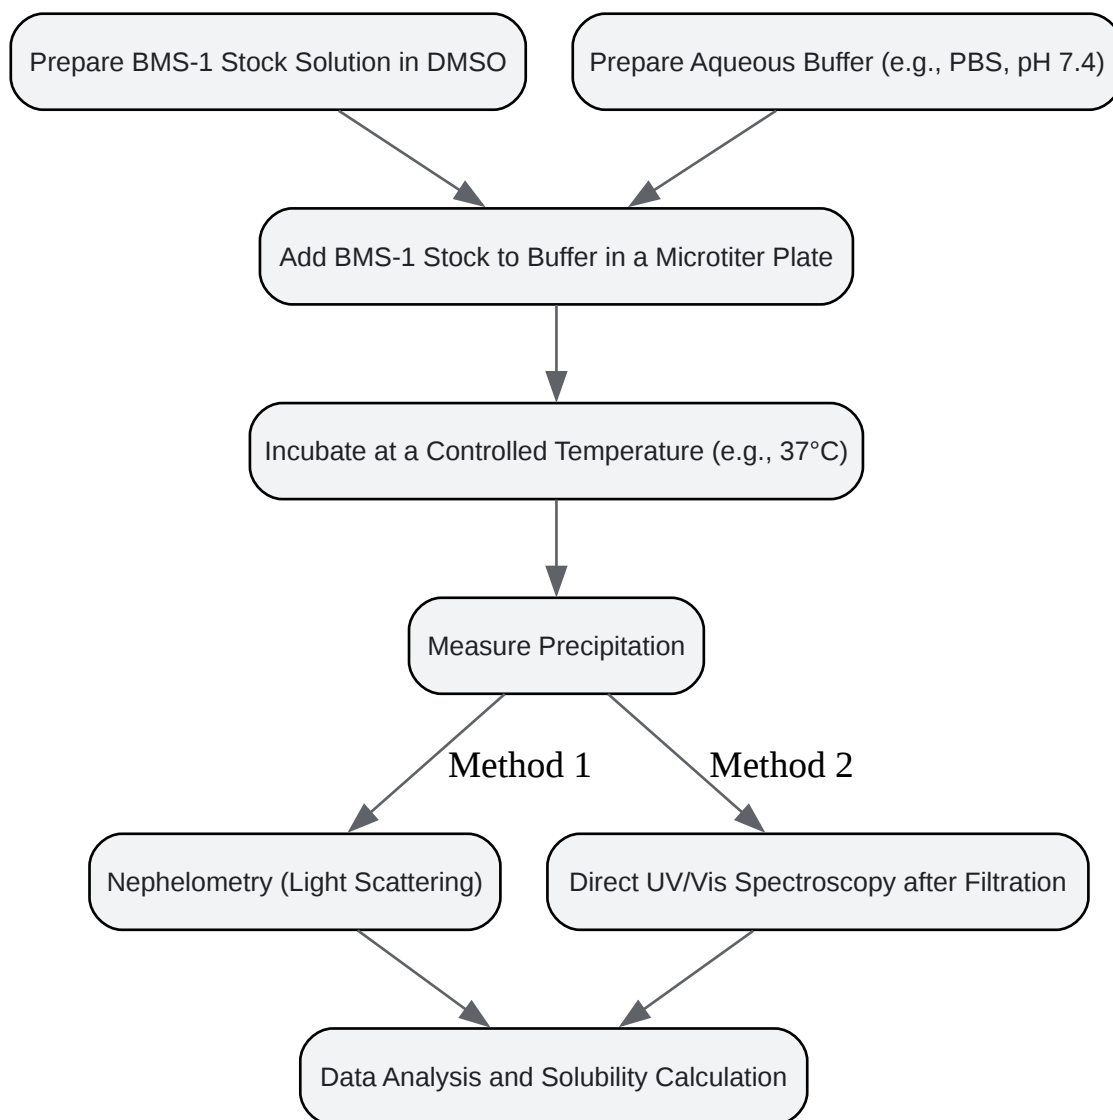 Prepare BMS-1 Stock Solution in DMSO
Prepare Aqueous Buffer (e.g., PBS, pH 7.4)
Add BMS-1 Stock to Buffer in a Microtiter Plate
Incubate at a Controlled Temperature (e.g., 37°C)
Measure Precipitation
Method 1
Method 2
Nephelometry (Light Scattering)
Direct UV/Vis Spectroscopy after Filtration
Data Analysis and Solubility Calculation